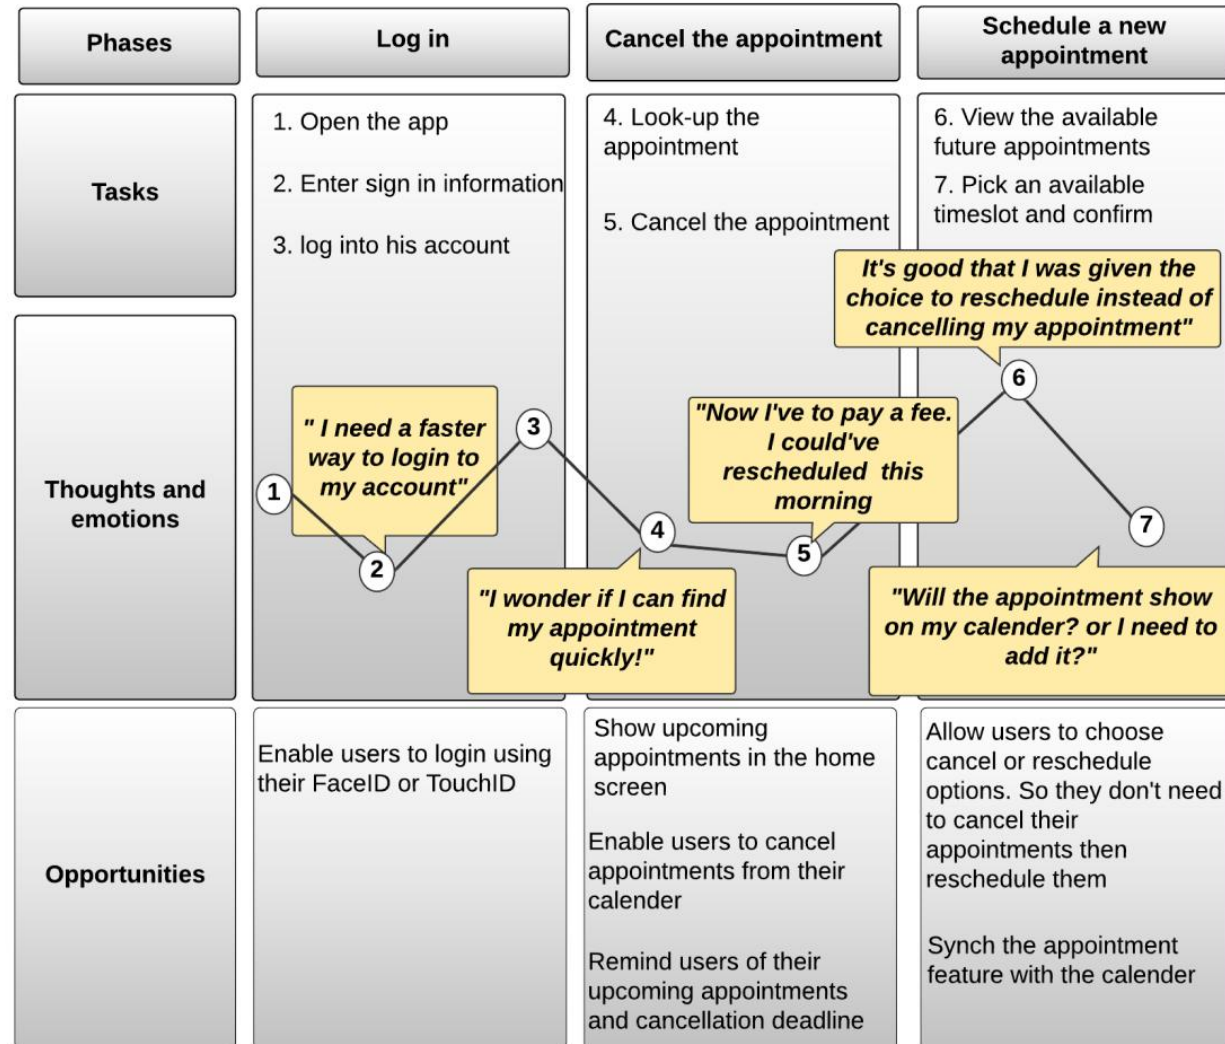 Phases
Log in
Cancel the appointment
Schedule a new
appointment
Tasks
1. Open the app
2. Enter sign in information
3. log into his account
4. Look-up the
appointment
5. Cancel the appointment
6. View the available
future appointments
7. Pick an available
timeslot and confirm
Thoughts and
emotions
1
" I need a faster
way to login to
my account"
2
3
4
"I wonder if I can find
my appointment
quickly!"
"Now I've to pay a fee.
I could've
rescheduled this
morning
5
It's good that I was given the
choice to reschedule instead of
cancelling my appointment"
6
7
"Will the appointment show
on my calender? or I need to
add it?"
Opportunities
Enable users to login using
their FaceID or TouchID
Show upcoming
appointments in the home
screen
Enable users to cancel
appointments from their
calender
Remind users of their
upcoming appointments
and cancellation deadline
Allow users to choose
cancel or reschedule
options. So they don't need
to cancel their
appointments then
reschedule them
Synch the appointment
feature with the calender